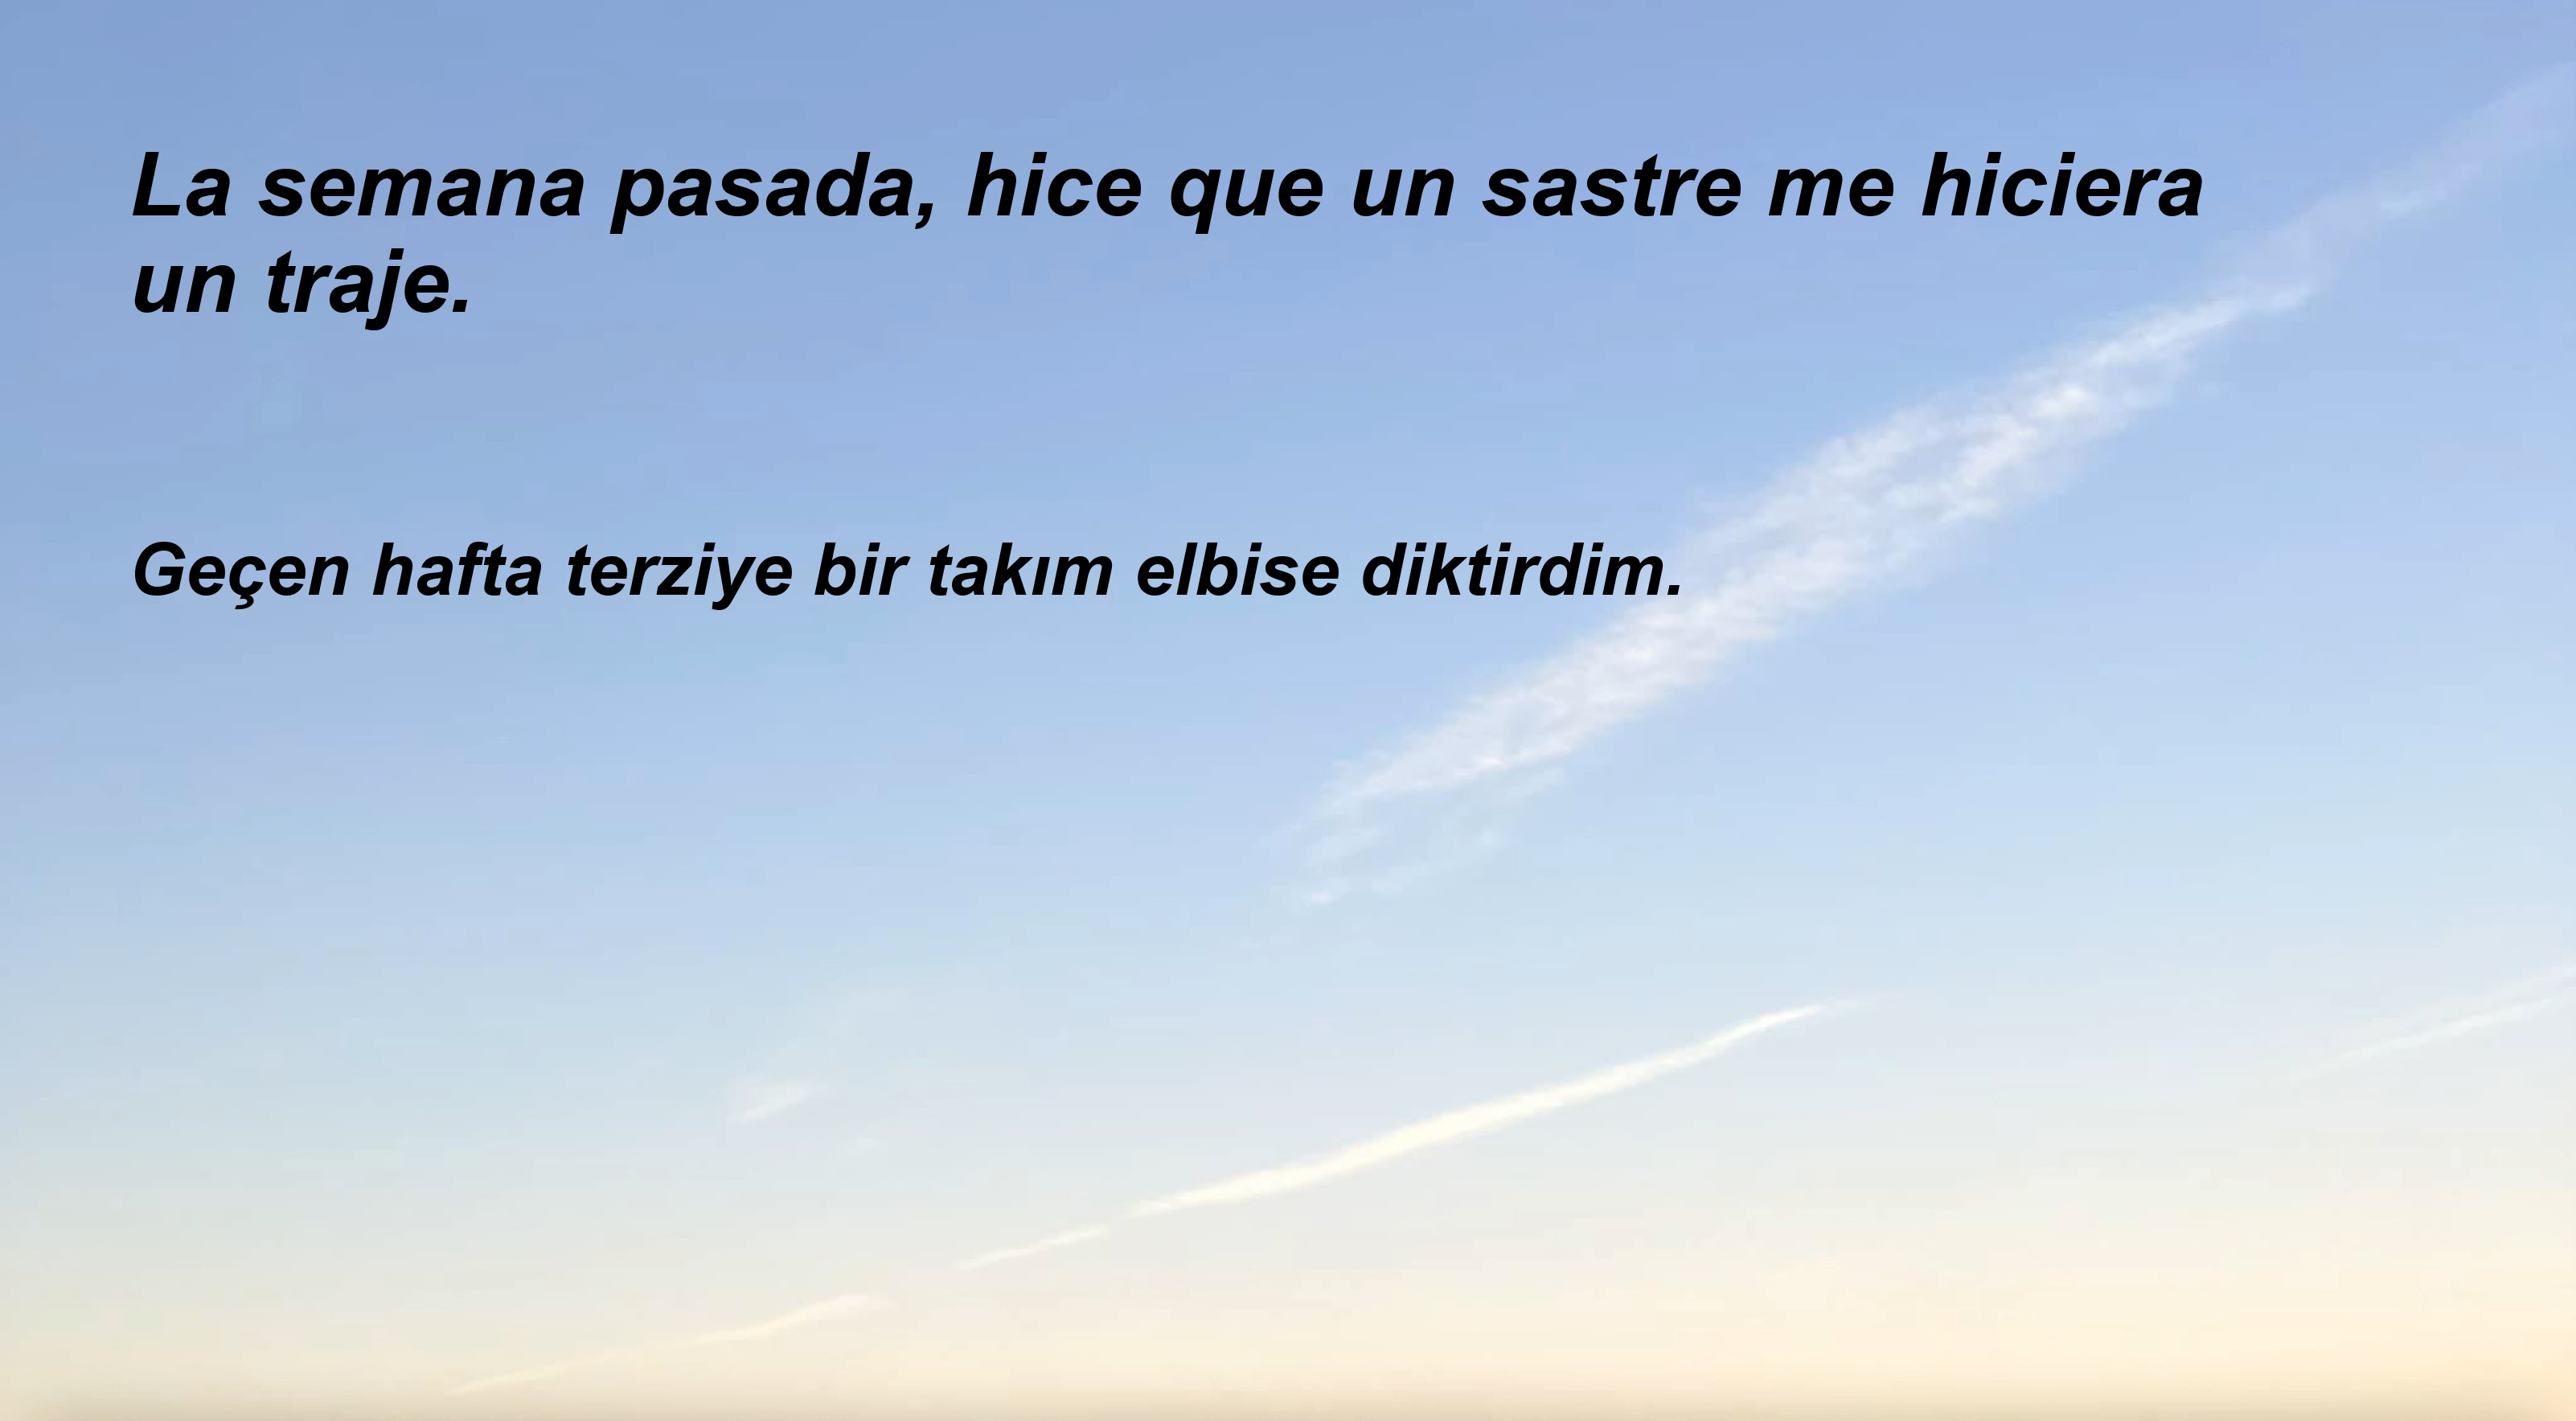 La semana pasada, hice que un sastre me hiciera
un traje.
Geçen hafta terziye bir takım elbise diktirdim.